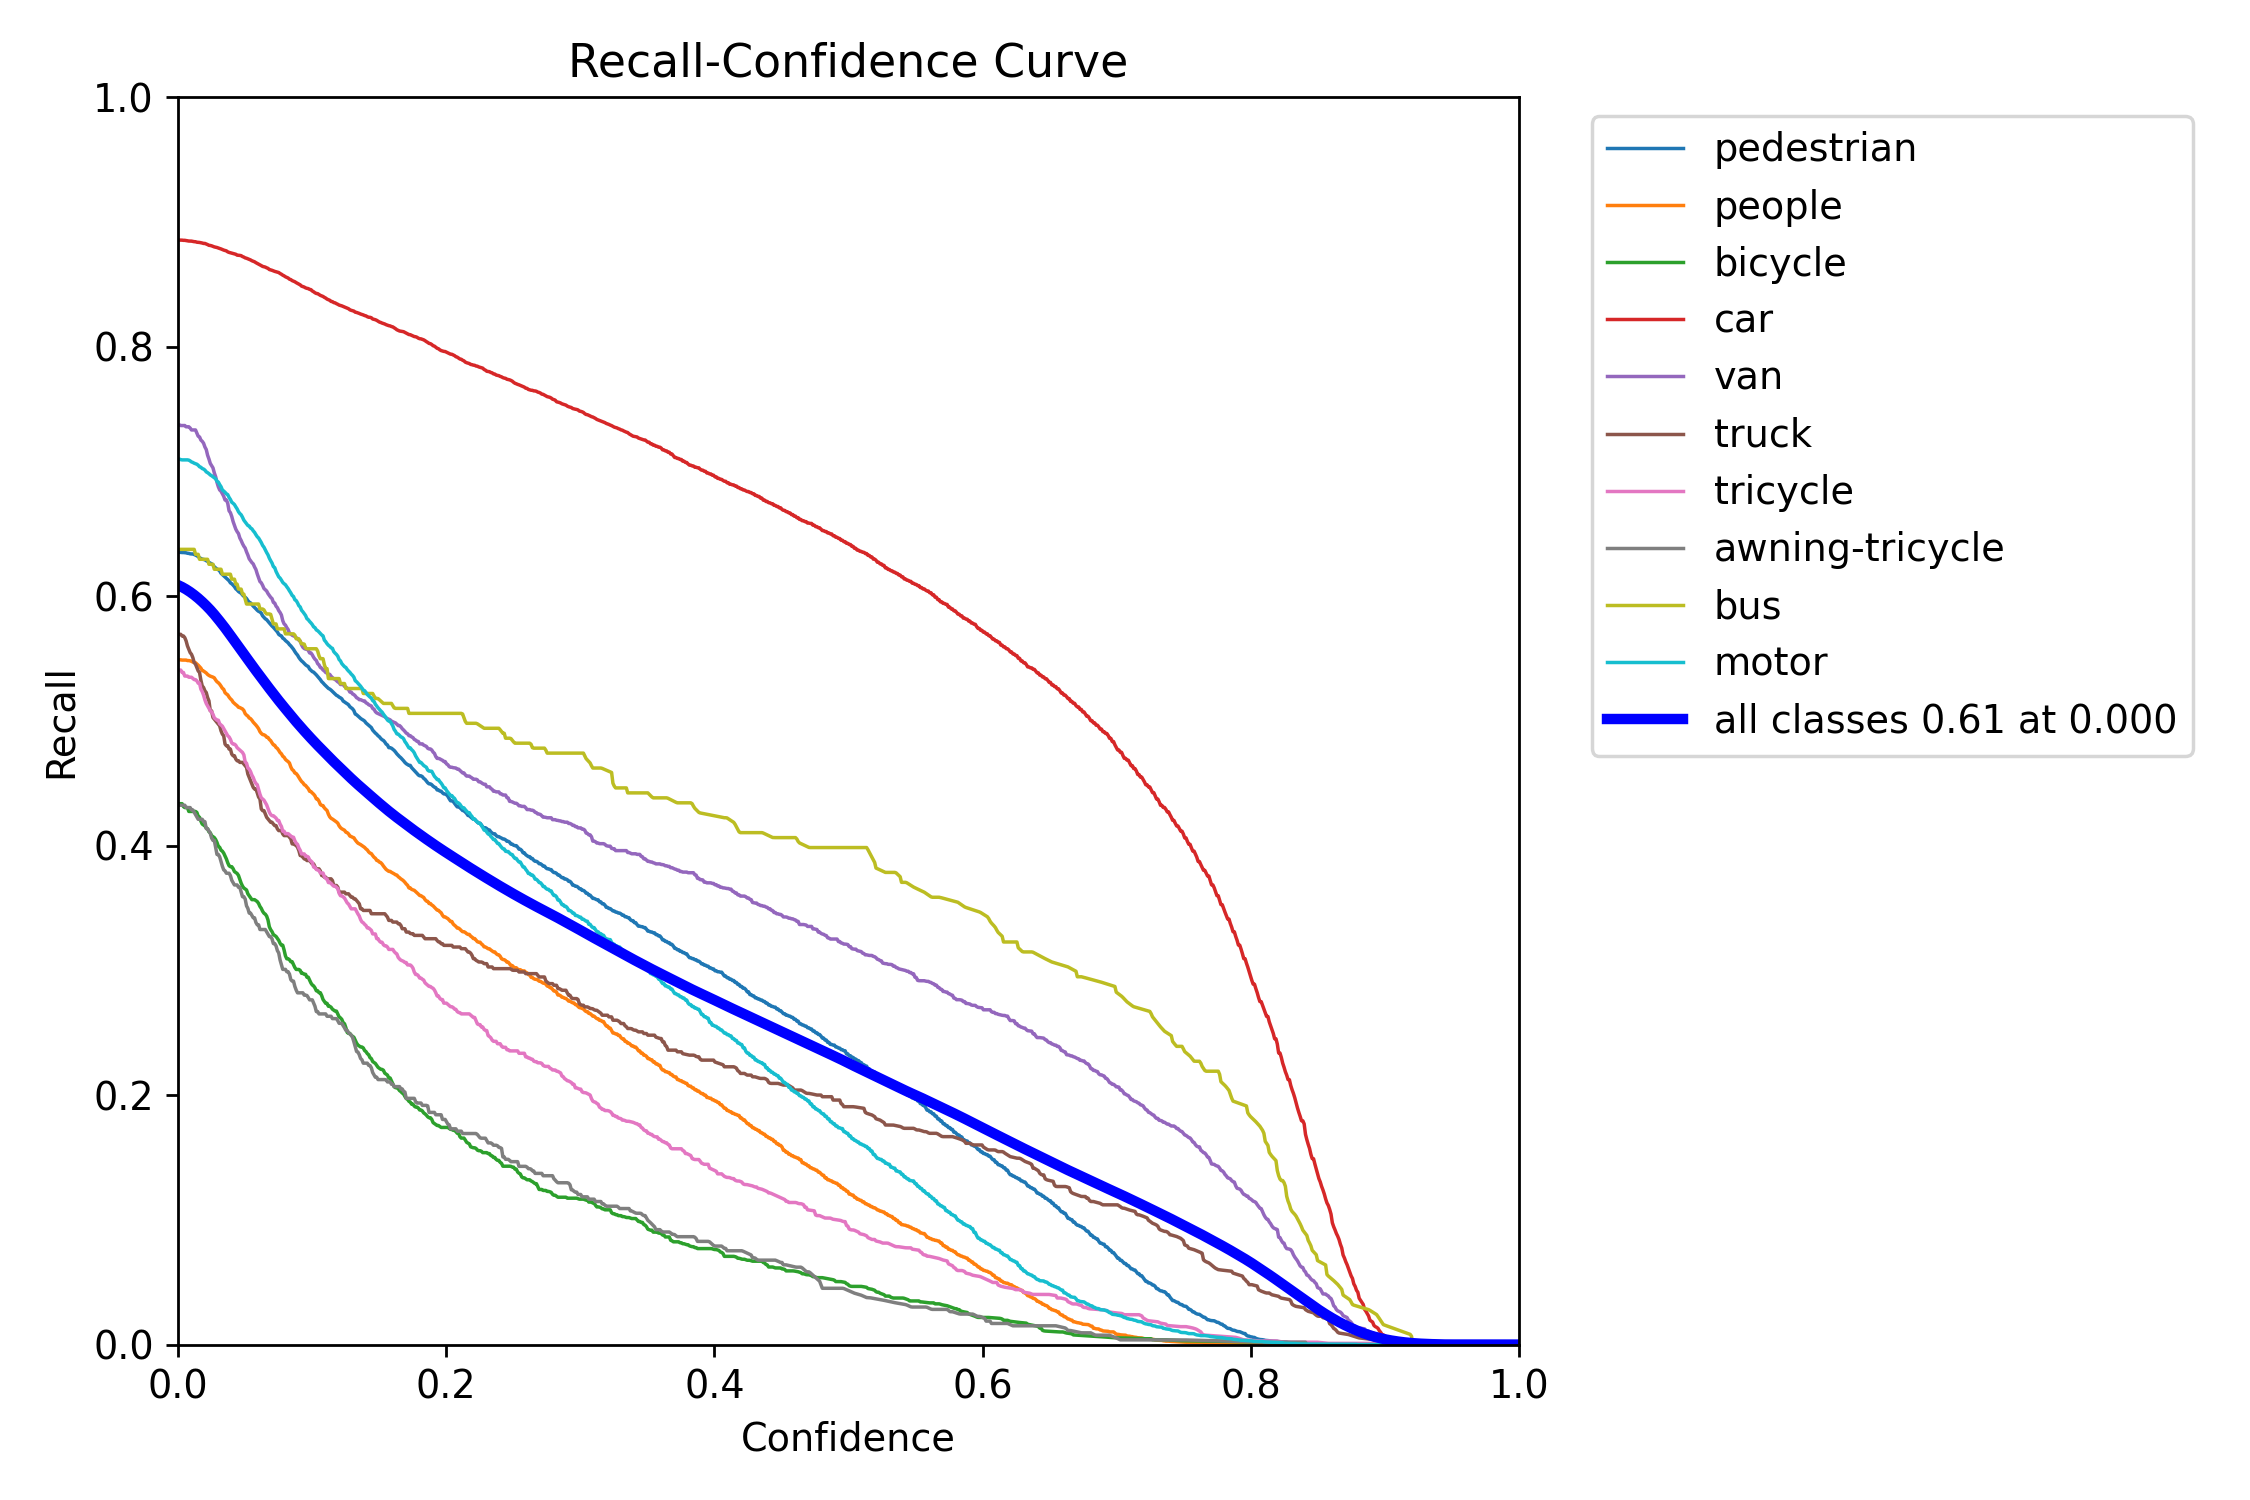 Recall-Confidence Curve
1.0
0.8
0.6
0.4
0.2
0.0
Recall
0.0 0.2 0.4 0.6 0.8 1.0
Confidence
pedestrian
people
bicycle
car
van
truck
tricycle
awning-tricycle
bus
motor
all classes 0.61 at 0.000